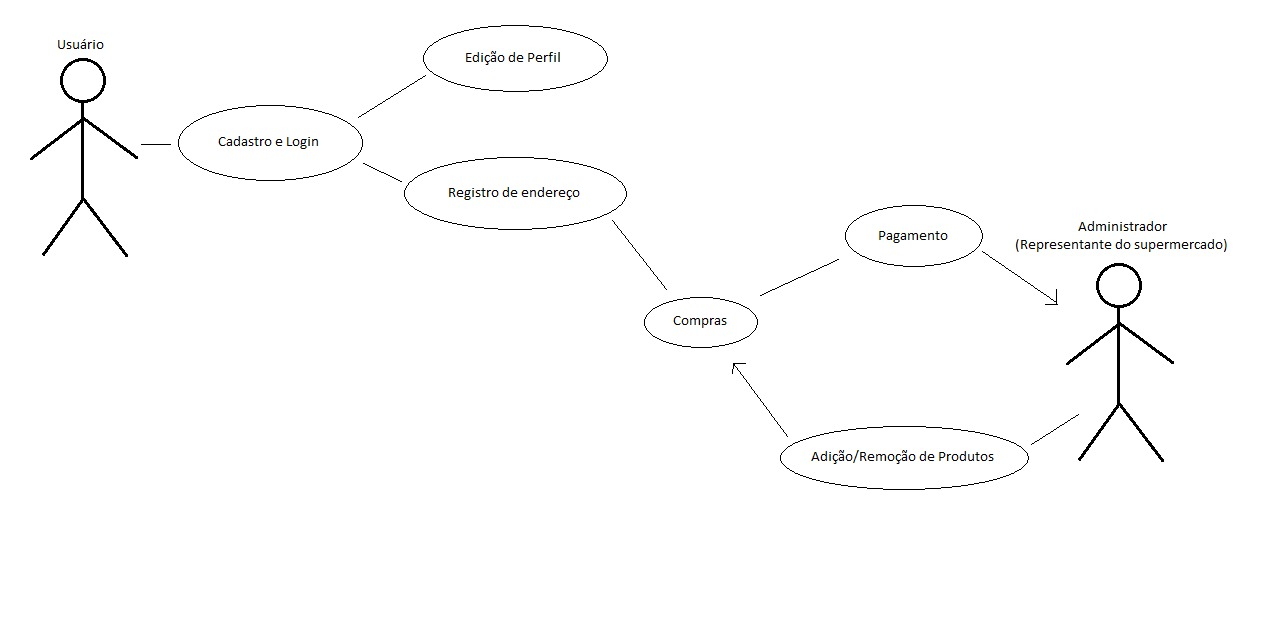 Usuário
Edição de Perfil
Cadastro e Login
Registro de endereço
Pagamento
Administrador
(Representante do supermercado)
Compras
Adição/Remoção de Produtos